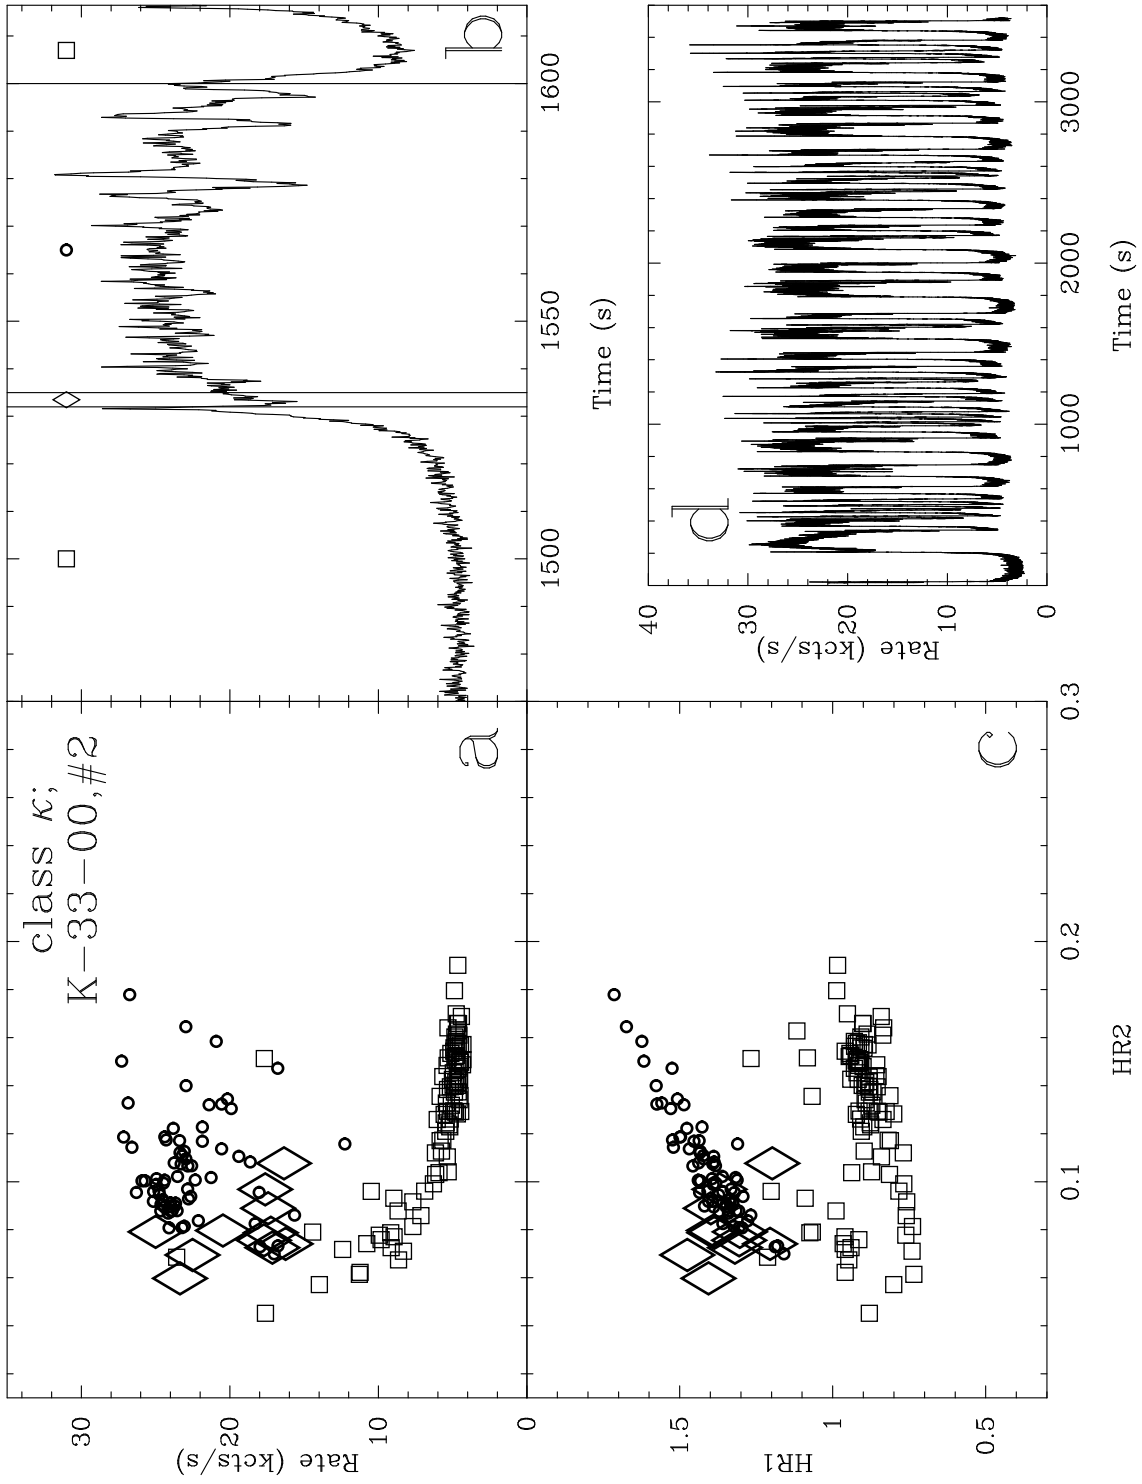 class κ;
K-33-00,#2
a
Rate (kcts/s)
0
10
20
30
b
1500
1550
1600
Time (s)
c
HR1
0.5
1
1.5
0.1
0.2
0.3
HR2
d
Rate (kcts/s)
0
10
20
30
40
1000
2000
3000
Time (s)